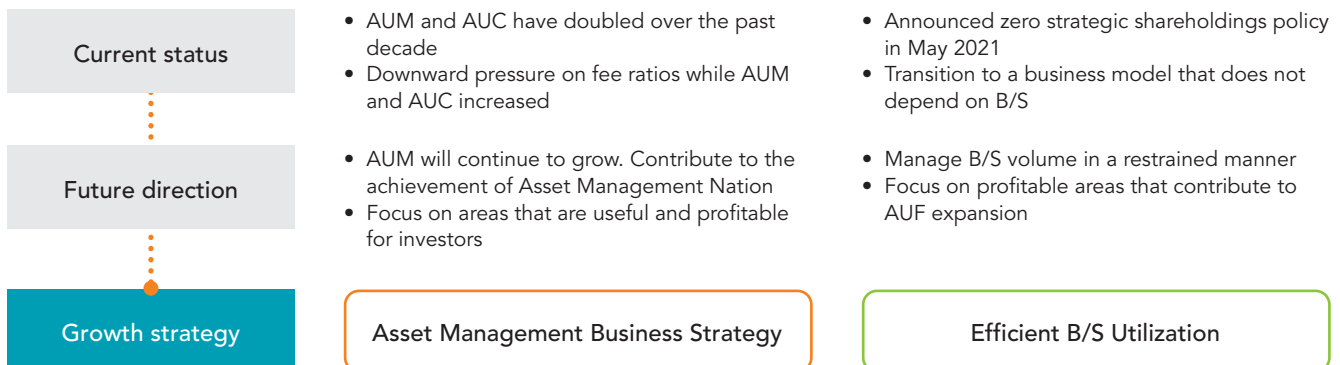 Current status
• AUM and AUC have doubled over the past
decade
• Downward pressure on fee ratios while AUM
and AUC increased
• Announced zero strategic shareholdings policy
in May 2021
• Transition to a business model that does not
depend on B/S
Future direction
• AUM will continue to grow. Contribute to the
achievement of Asset Management Nation
• Focus on areas that are useful and profitable
for investors
• Manage B/S volume in a restrained manner
• Focus on profitable areas that contribute to
AUF expansion
Growth strategy
Asset Management Business Strategy
Efficient B/S Utilization